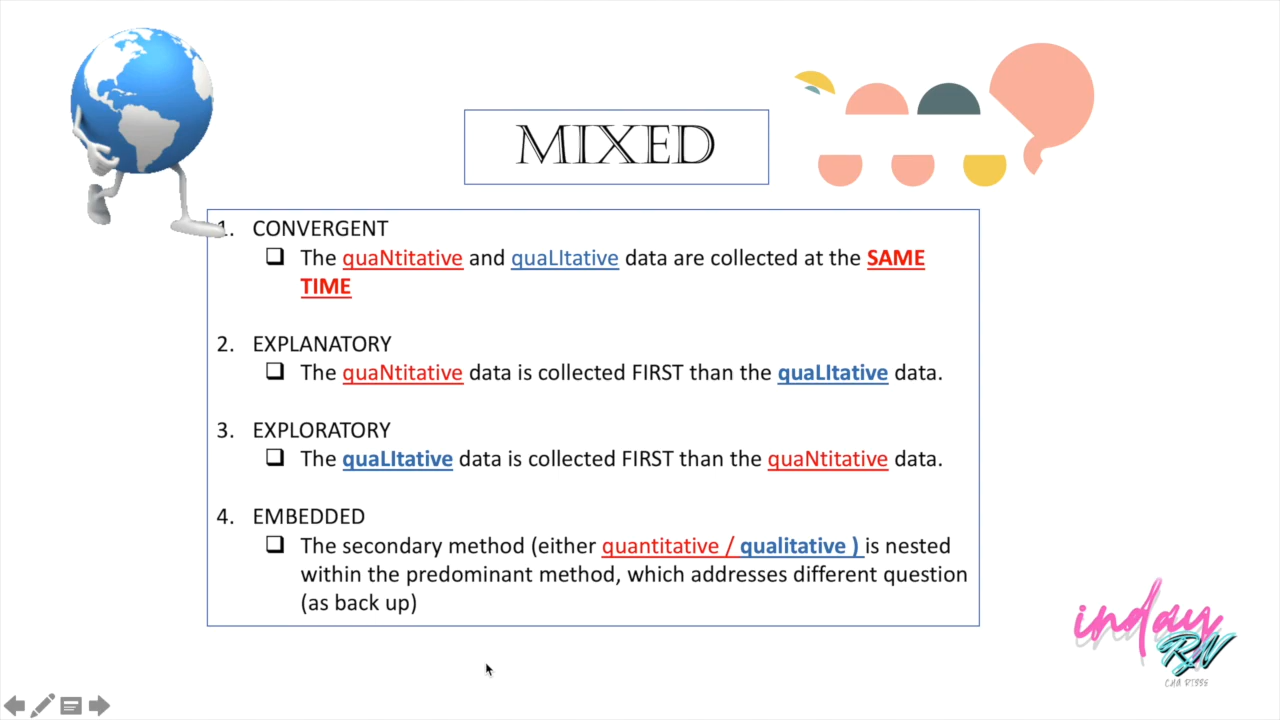 MIXED
1. CONVERGENT
❑ The quaNtitative and quaLItative data are collected at the SAME
TIME
2. EXPLANATORY
❑ The quaNtitative data is collected FIRST than the quaLItative data.
3. EXPLORATORY
❑ The quaLItative data is collected FIRST than the quaNtitative data.
4. EMBEDDED
❑ The secondary method (either quantitative / qualitative ) is nested
within the predominant method, which addresses different question
(as back up)
inday
RN